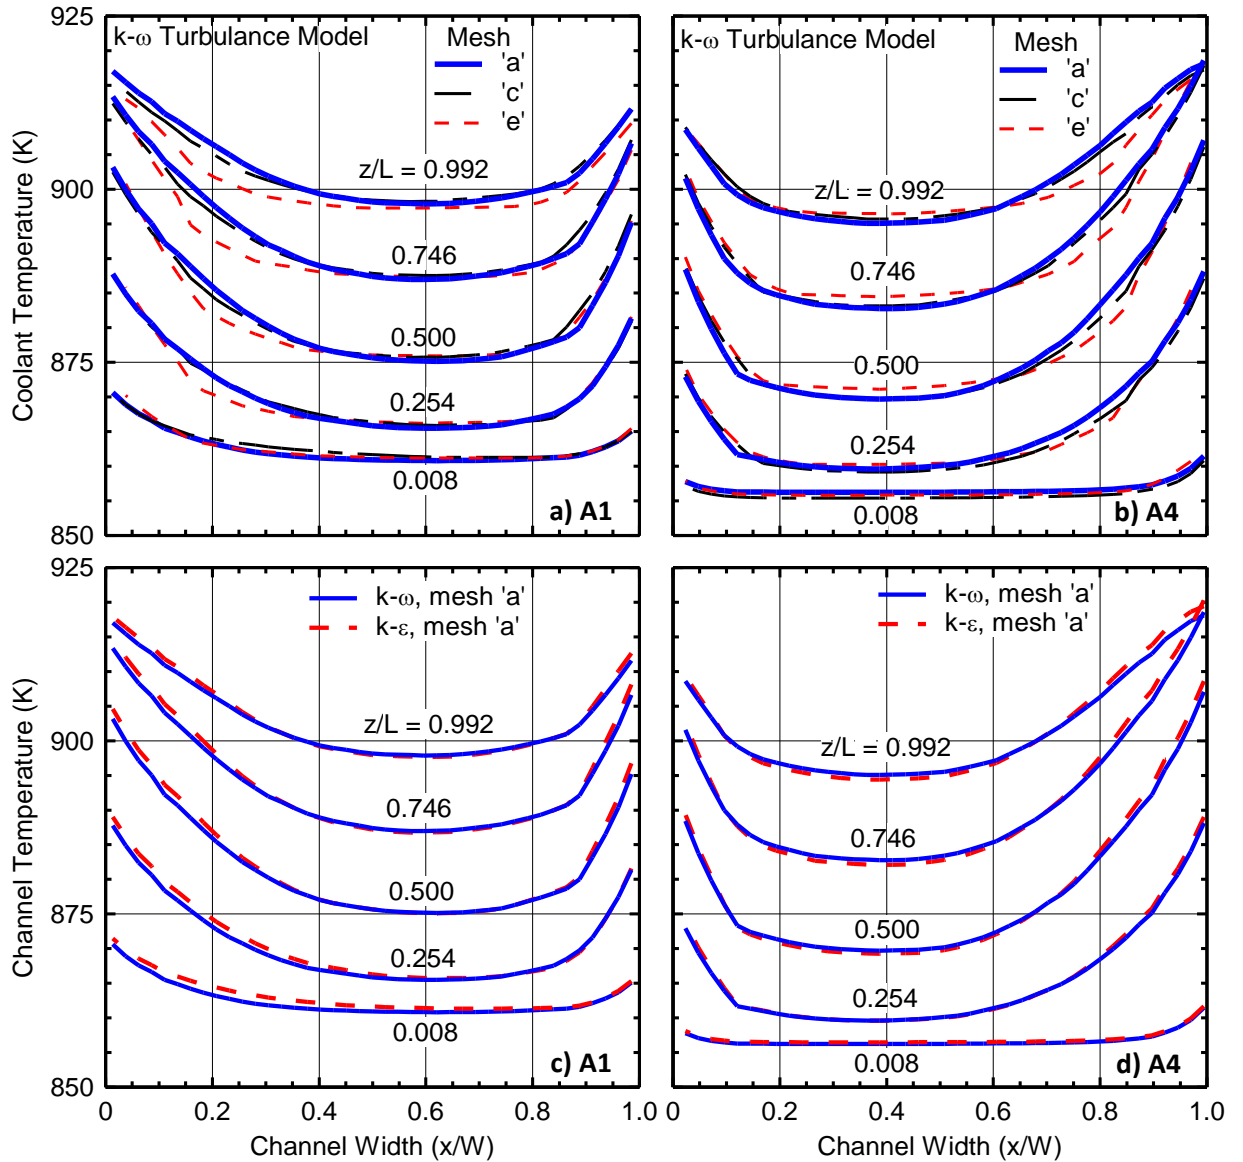 925
900
875
850
Coolant Temperature (K)
k-ω Turbulance Model
Mesh
'a'
'c'
'e'
z/L = 0.992
0.746
0.500
0.254
0.008
a) A1
k-ω Turbulance Model
Mesh
'a'
'c'
'e'
z/L = 0.992
0.746
0.500
0.254
0.008
b) A4
925
900
875
850
Channel Temperature (K)
k-ω, mesh 'a'
k-ε, mesh 'a'
z/L = 0.992
0.746
0.500
0.254
0.008
c) A1
0 0.2 0.4 0.6 0.8 1.0
Channel Width (x/W)
k-ω, mesh 'a'
k-ε, mesh 'a'
z/L = 0.992
0.746
0.500
0.254
0.008
d) A4
0 0.2 0.4 0.6 0.8 1.0
Channel Width (x/W)